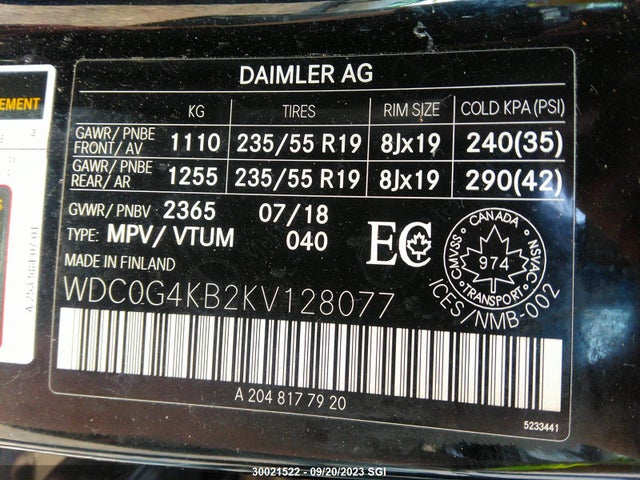 DAIMLER AG
KG TIRES RIM SIZE COLD KPA (PSI)
GAWR/ PNBE FRONT/ AV 1110 235/55 R19 8Jx19 240(35)
GAWR/ PNBE REAR/ AR 1255 235/55 R19 8Jx19 290(42)
GVWR/ PNBV 2365 07/18
TYPE: MPV/ VTUM 040
MADE IN FINLAND
EC
CANADA
CMVSS NSVAC
974
TRANSPORT
ICES/NMB-002
WDC0G4KB2KV128077
A 204 817 79 20
5233441
EMENT
3
30021522 - 09/20/2023 SGI